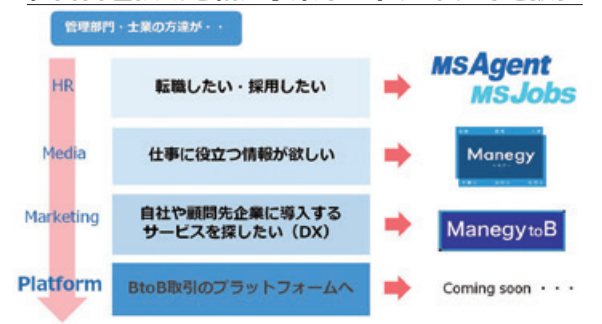 管理部門・士業の方達が・・
HR
転職したい・採用したい
MSAgent
MSJobs
Media
仕事に役立つ情報が欲しい
Manegy
Marketing
自社や顧問先企業に導入する
サービスを探したい（DX）
ManegytoB
Platform
BtoB取引のプラットフォームへ
Coming soon ・・・